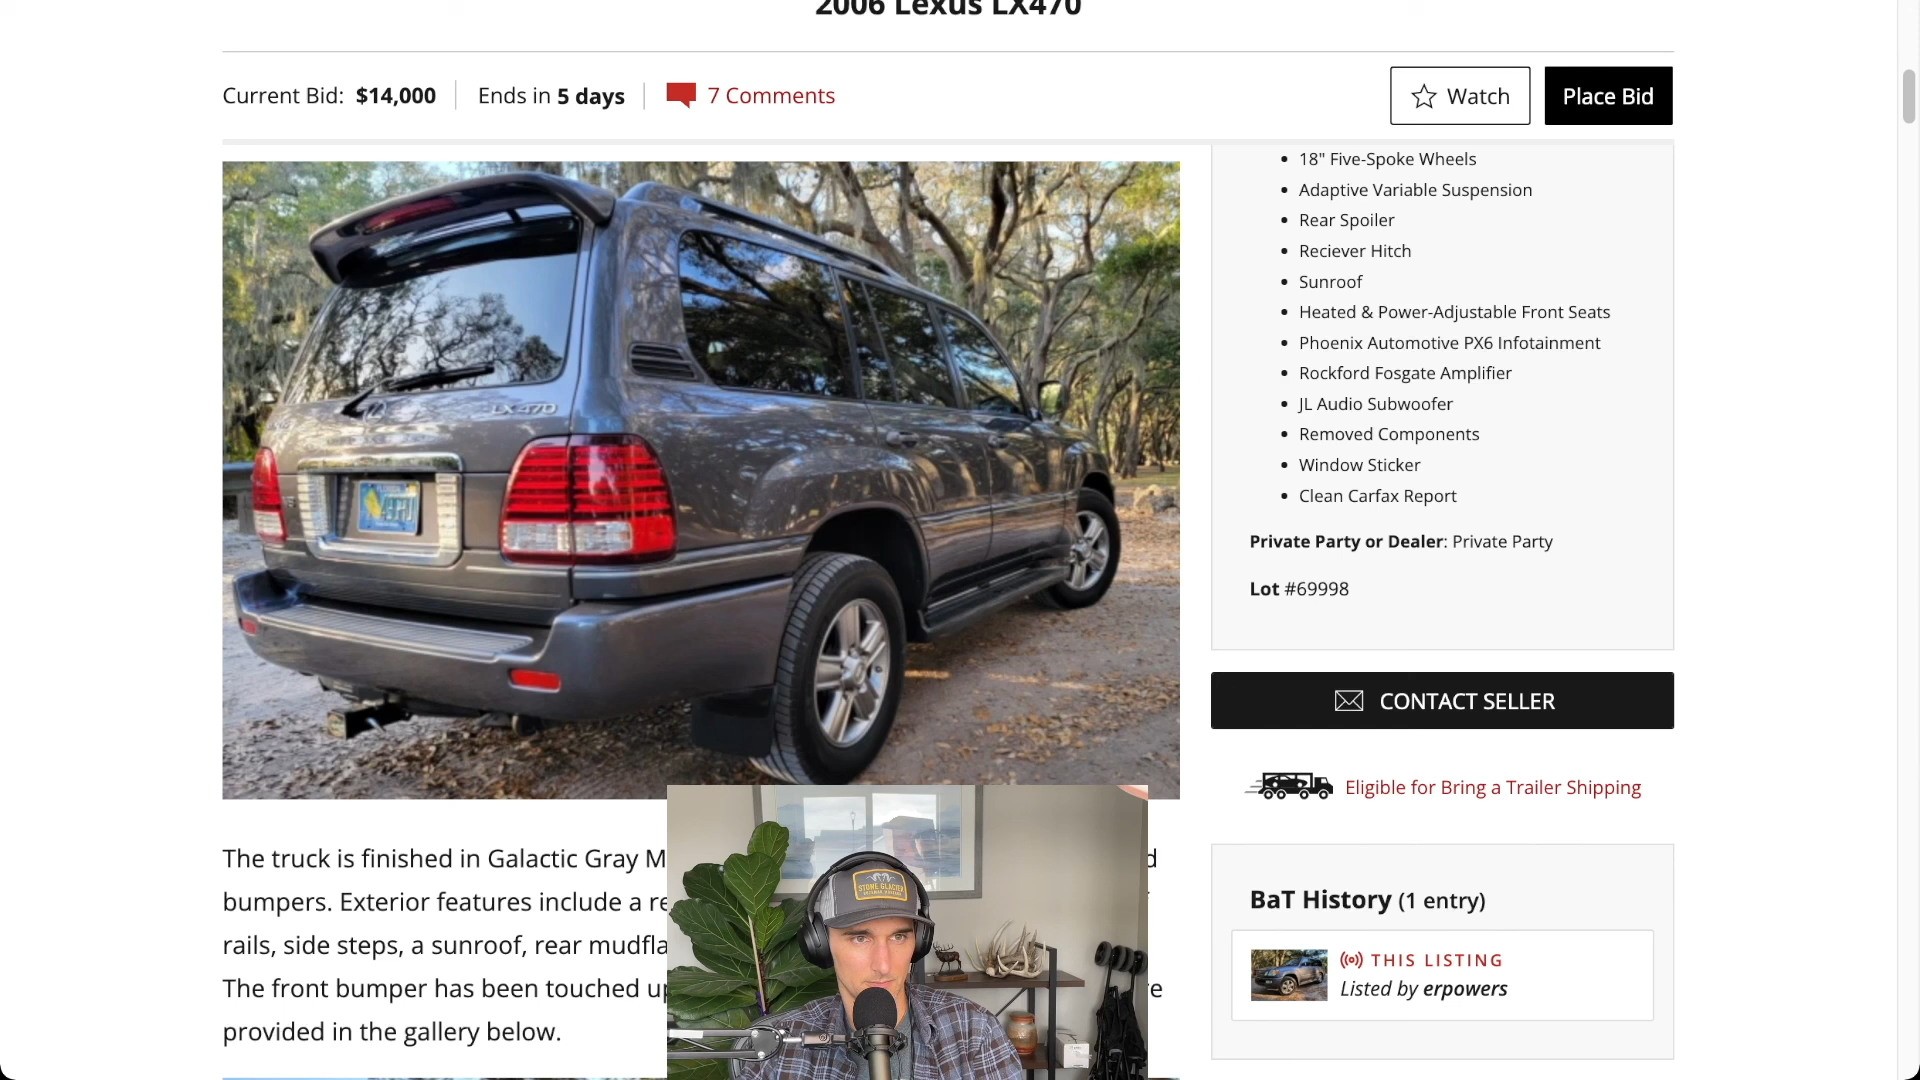 2006 Lexus LX470
Current Bid: $14,000
Ends in 5 days
7 Comments
Watch
Place Bid
18" Five-Spoke Wheels
Adaptive Variable Suspension
Rear Spoiler
Reciever Hitch
Sunroof
Heated & Power-Adjustable Front Seats
Phoenix Automotive PX6 Infotainment
Rockford Fosgate Amplifier
JL Audio Subwoofer
Removed Components
Window Sticker
Clean Carfax Report
Private Party or Dealer: Private Party
Lot #69998
CONTACT SELLER
Eligible for Bring a Trailer Shipping
BaT History (1 entry)
THIS LISTING
Listed by erpowers
LX470
The truck is finished in Galactic Gray M
bumpers. Exterior features include a re
rails, side steps, a sunroof, rear mudfla
The front bumper has been touched up
provided in the gallery below.
STONE GLACIER